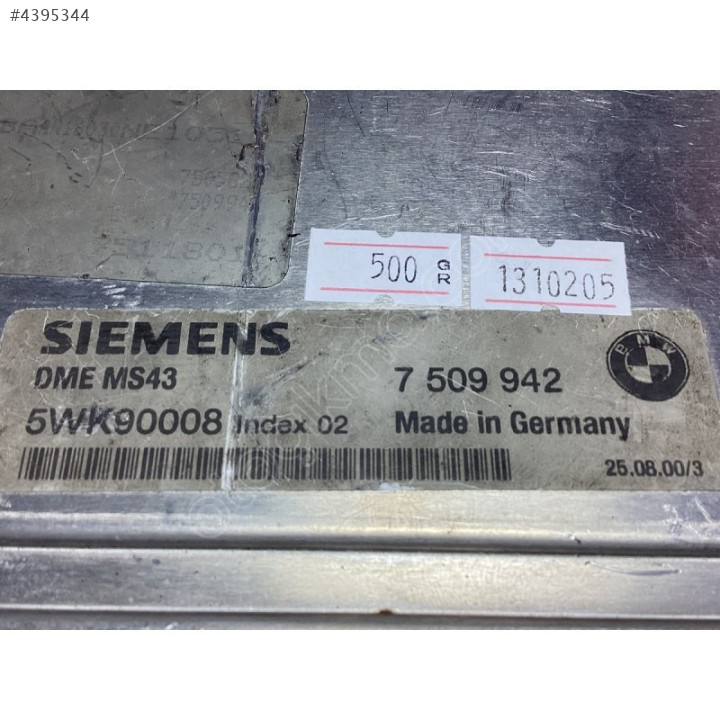 #4395344
500 GR
1310205
SIEMENS
DME MS43
7 509 942
BMW
5WK90008 Index 02
Made in Germany
25.08.00/3